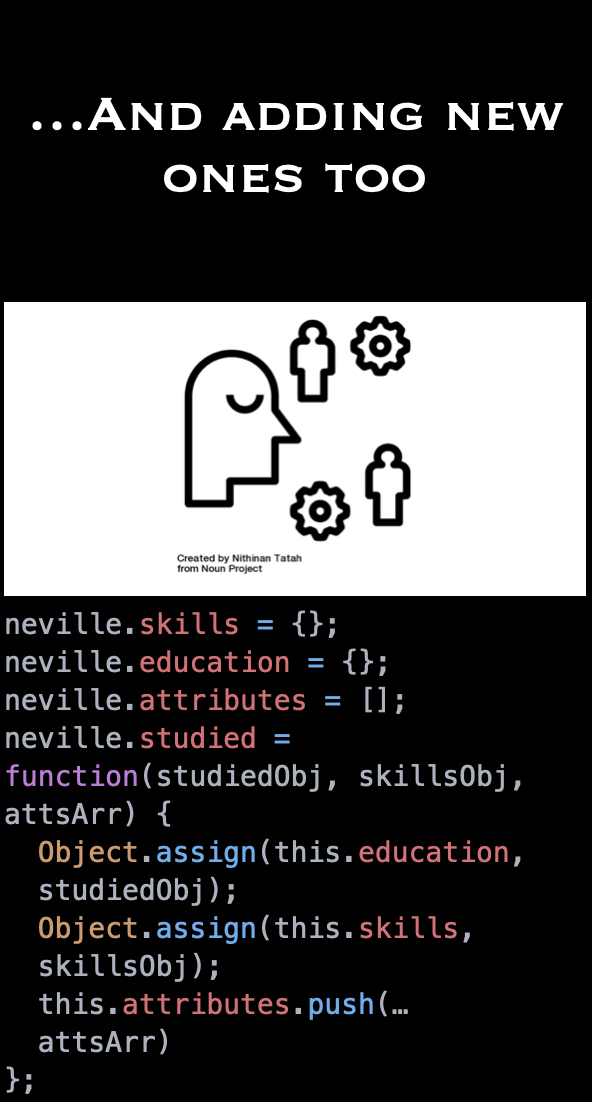 ...And adding new
ones too
Created by Nithinan Tatah
from Noun Project
neville.skills = {};
neville.education = {};
neville.attributes = [];
neville.studied =
function(studiedObj, skillsObj,
attsArr) {
Object.assign(this.education,
studiedObj);
Object.assign(this.skills,
skillsObj);
this.attributes.push(…
attsArr)
};